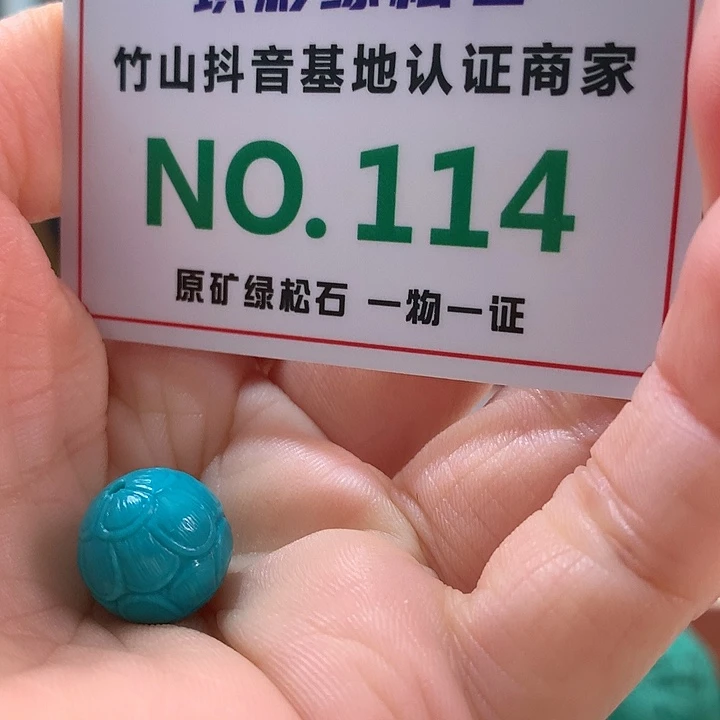 竹山抖音基地认证商家
NO.114
原矿绿松石 一物一证